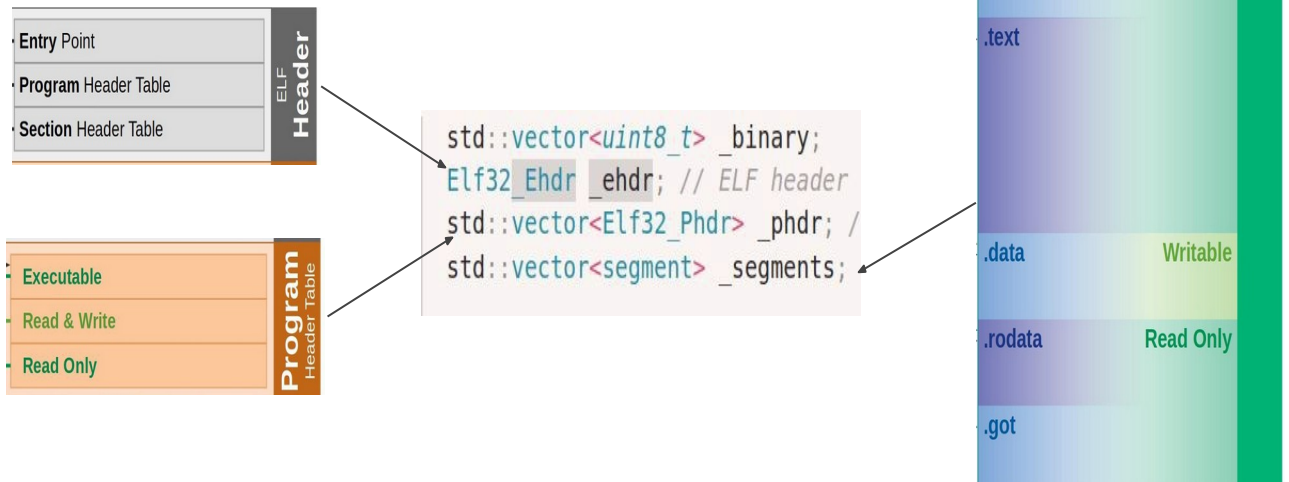 Entry Point
Program Header Table
Section Header Table
ELF
Header
Executable
Read & Write
Read Only
Program
Header Table
std::vector<uint8_t> _binary;
Elf32_Ehdr _ehdr; // ELF header
std::vector<Elf32_Phdr> _phdr; /
std::vector<segment> _segments;
.text
.data Writable
.rodata Read Only
.got